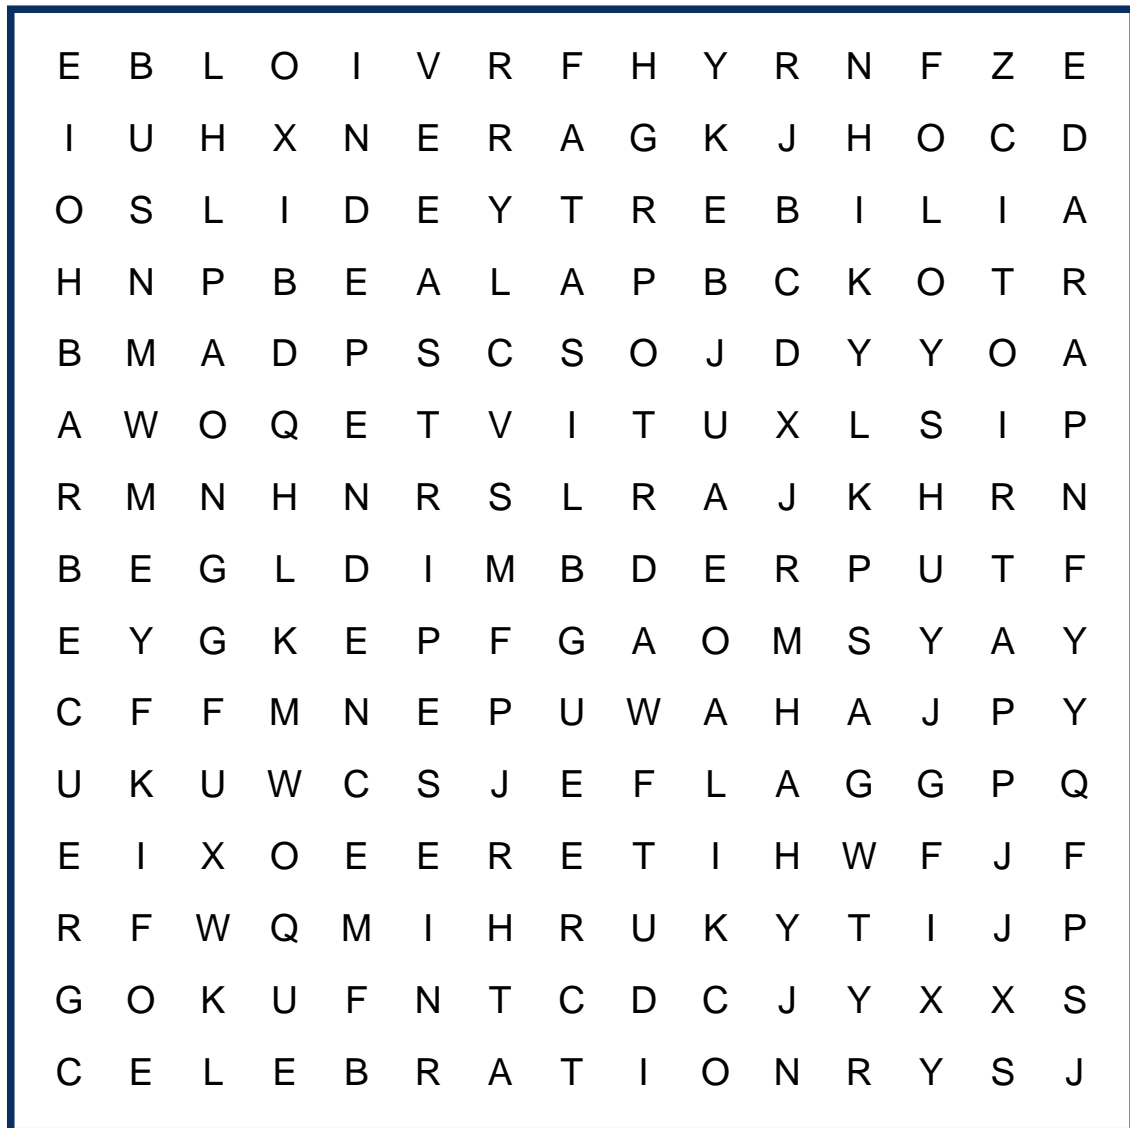 E B L O I V R F H Y R N F Z E
I U H X N E R A G K J H O C D
O S L I D E Y T R E B I L I A
H N P B E A L A P B C K O T R
B M A D P S C S O J D Y Y O A
A W O Q E T V I T U X L S I P
R M N H N R S L R A J K H R N
B E G L D I M B D E R P U T F
E Y G K E P F G A O M S Y A Y
C F F M N E P U W A H A J P Y
U K U W C S J E F L A G G P Q
E I X O E E R E T I H W F J F
R F W Q M I H R U K Y T I J P
G O K U F N T C D C J Y X X S
C E L E B R A T I O N R Y S J